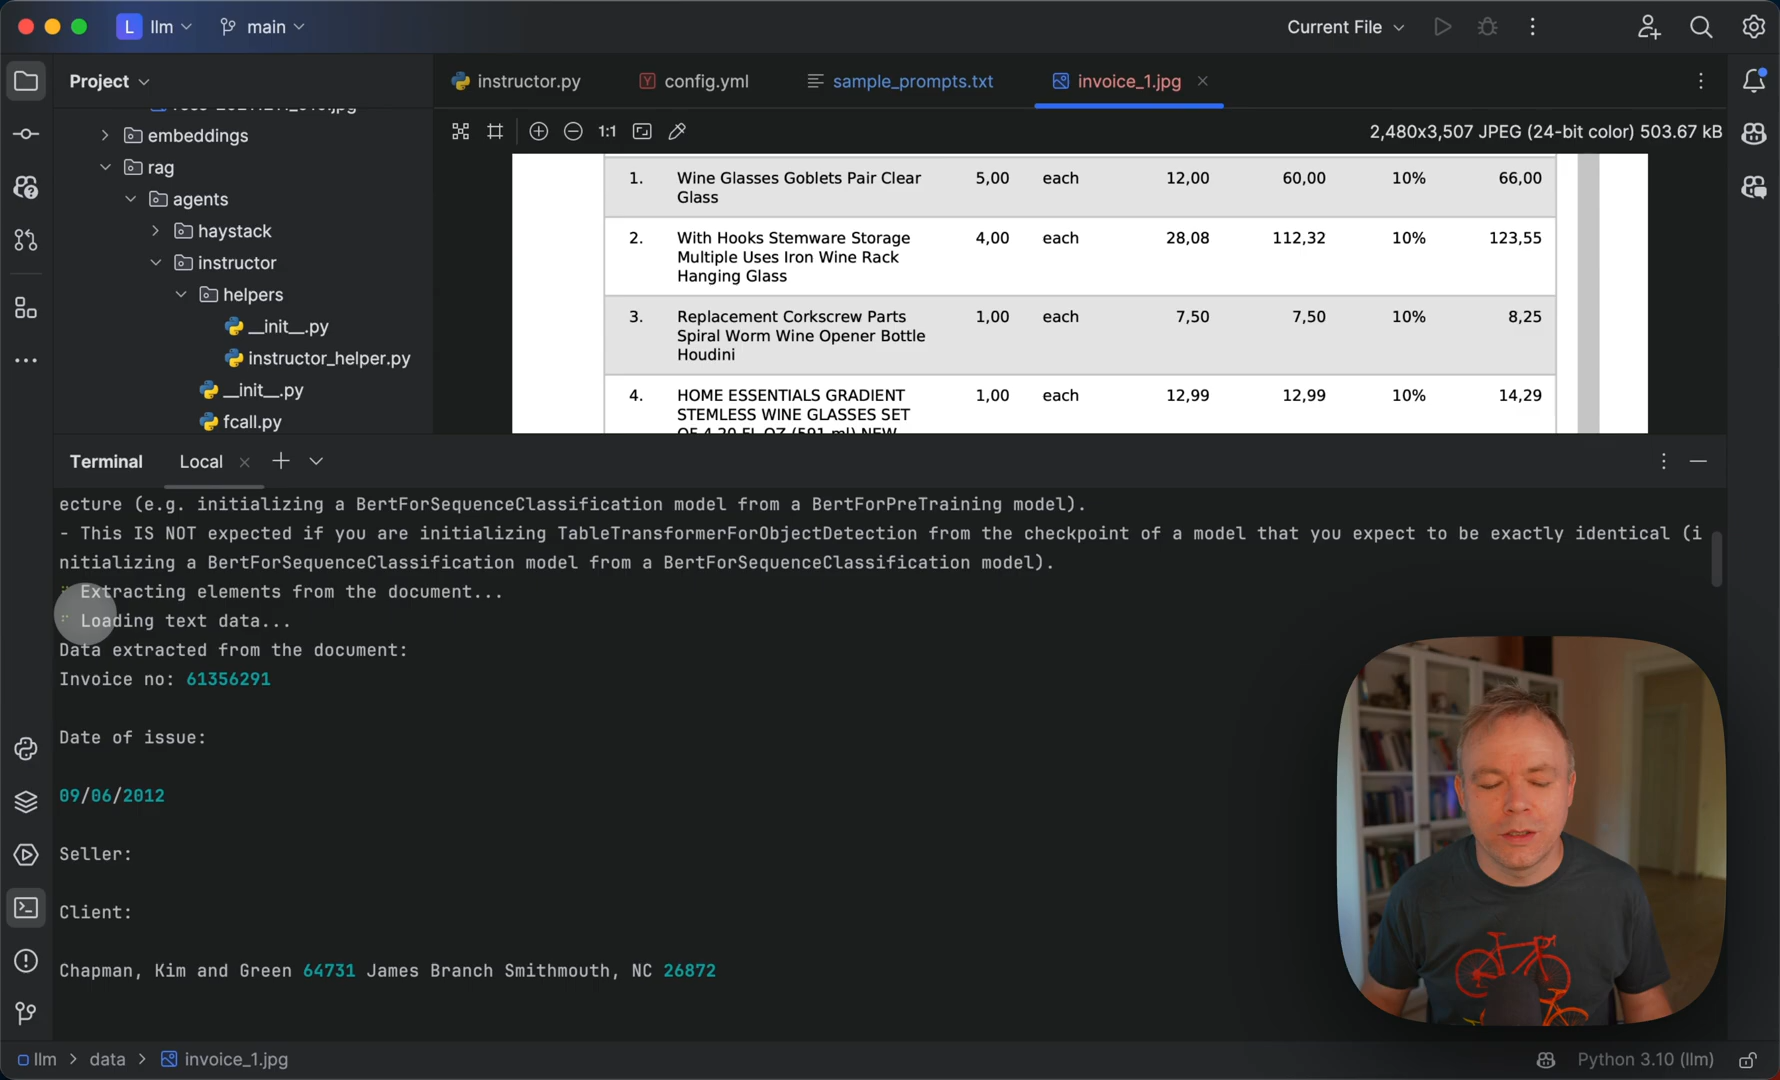 L llm main Current File
Project
instructor.py config.yml sample_prompts.txt invoice_1.jpg
embeddings
rag
agents
haystack
instructor
helpers
__init__.py
instructor_helper.py
__init__.py
fcall.py
1:1 2,480x3,507 JPEG (24-bit color) 503.67 kB
1. Wine Glasses Goblets Pair Clear 5,00 each 12,00 60,00 10% 66,00
Glass
2. With Hooks Stemware Storage 4,00 each 28,08 112,32 10% 123,55
Multiple Uses Iron Wine Rack
Hanging Glass
3. Replacement Corkscrew Parts 1,00 each 7,50 7,50 10% 8,25
Spiral Worm Wine Opener Bottle
Houdini
4. HOME ESSENTIALS GRADIENT 1,00 each 12,99 12,99 10% 14,29
STEMLESS WINE GLASSES SET
OF 4 20 FL OZ (591 ml) NEW
Terminal Local
ecture (e.g. initializing a BertForSequenceClassification model from a BertForPreTraining model).
- This IS NOT expected if you are initializing TableTransformerForObjectDetection from the checkpoint of a model that you expect to be exactly identical (i
nitializing a BertForSequenceClassification model from a BertForSequenceClassification model).
Extracting elements from the document...
Loading text data...
Data extracted from the document:
Invoice no: 61356291
Date of issue:
09/06/2012
Seller:
Client:
Chapman, Kim and Green 64731 James Branch Smithmouth, NC 26872
llm > data > invoice_1.jpg Python 3.10 (llm)